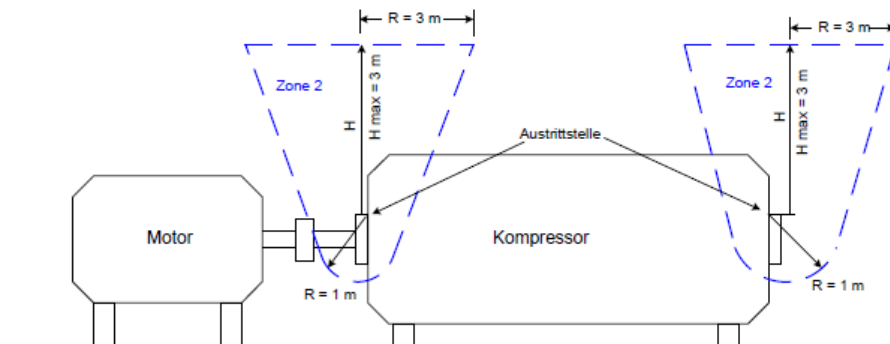 R = 3 m
R = 3 m
Zone 2
H
H max = 3 m
Zone 2
H
H max = 3 m
Austrittstelle
Motor
Kompressor
R = 1 m
R = 1 m